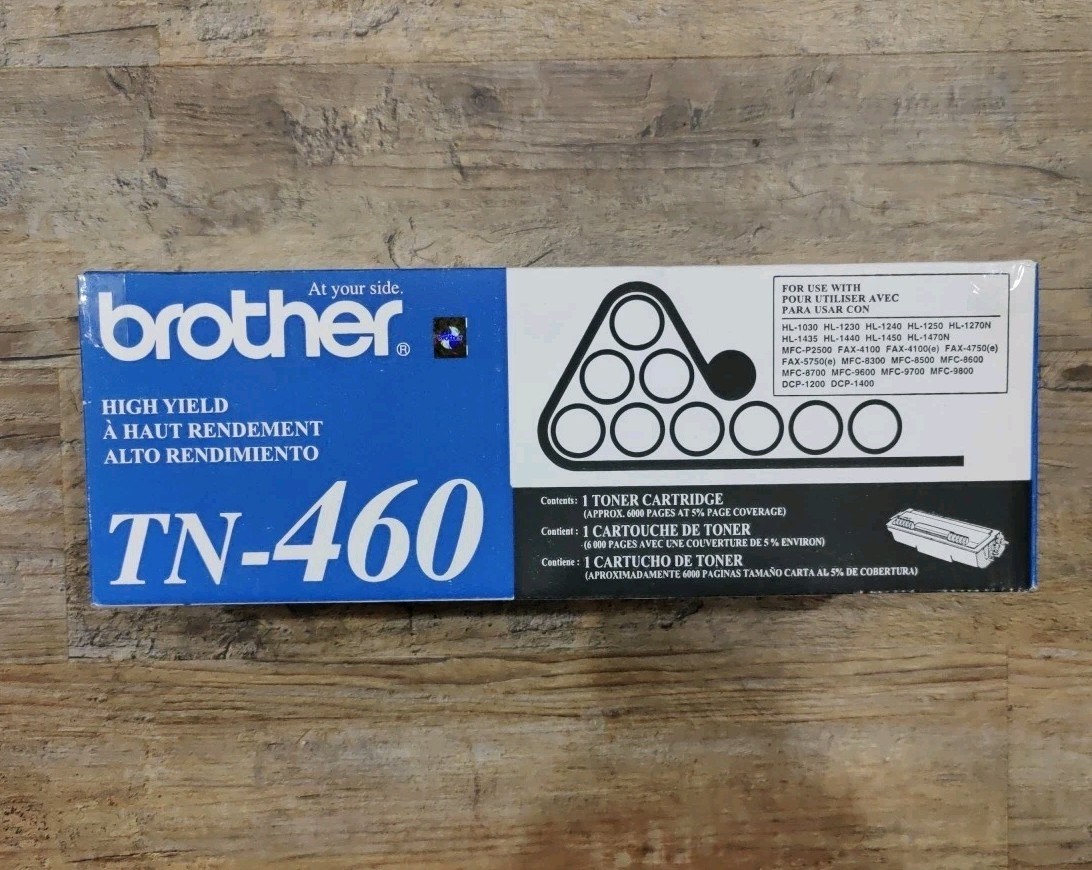 At your side.
brother®
HIGH YIELD
À HAUT RENDEMENT
ALTO RENDIMIENTO
TN-460
FOR USE WITH
POUR UTILISER AVEC
PARA USAR CON
HL-1030 HL-1230 HL-1240 HL-1250 HL-1270N
HL-1435 HL-1440 HL-1450 HL-1470N
MFC-P2500 FAX-4100 FAX-4100(e) FAX-4750(e)
FAX-5750(e) MFC-8300 MFC-8500 MFC-8600
MFC-8700 MFC-9600 MFC-9700 MFC-9800
DCP-1200 DCP-1400
Contents: 1 TONER CARTRIDGE
(APPROX. 6000 PAGES AT 5% PAGE COVERAGE)
Contient: 1 CARTOUCHE DE TONER
(6 000 PAGES AVEC UNE COUVERTURE DE 5 % ENVIRON)
Contiene: 1 CARTUCHO DE TONER
(APROXIMADAMENTE 6000 PAGINAS TAMAÑO CARTA AL 5% DE COBERTURA)